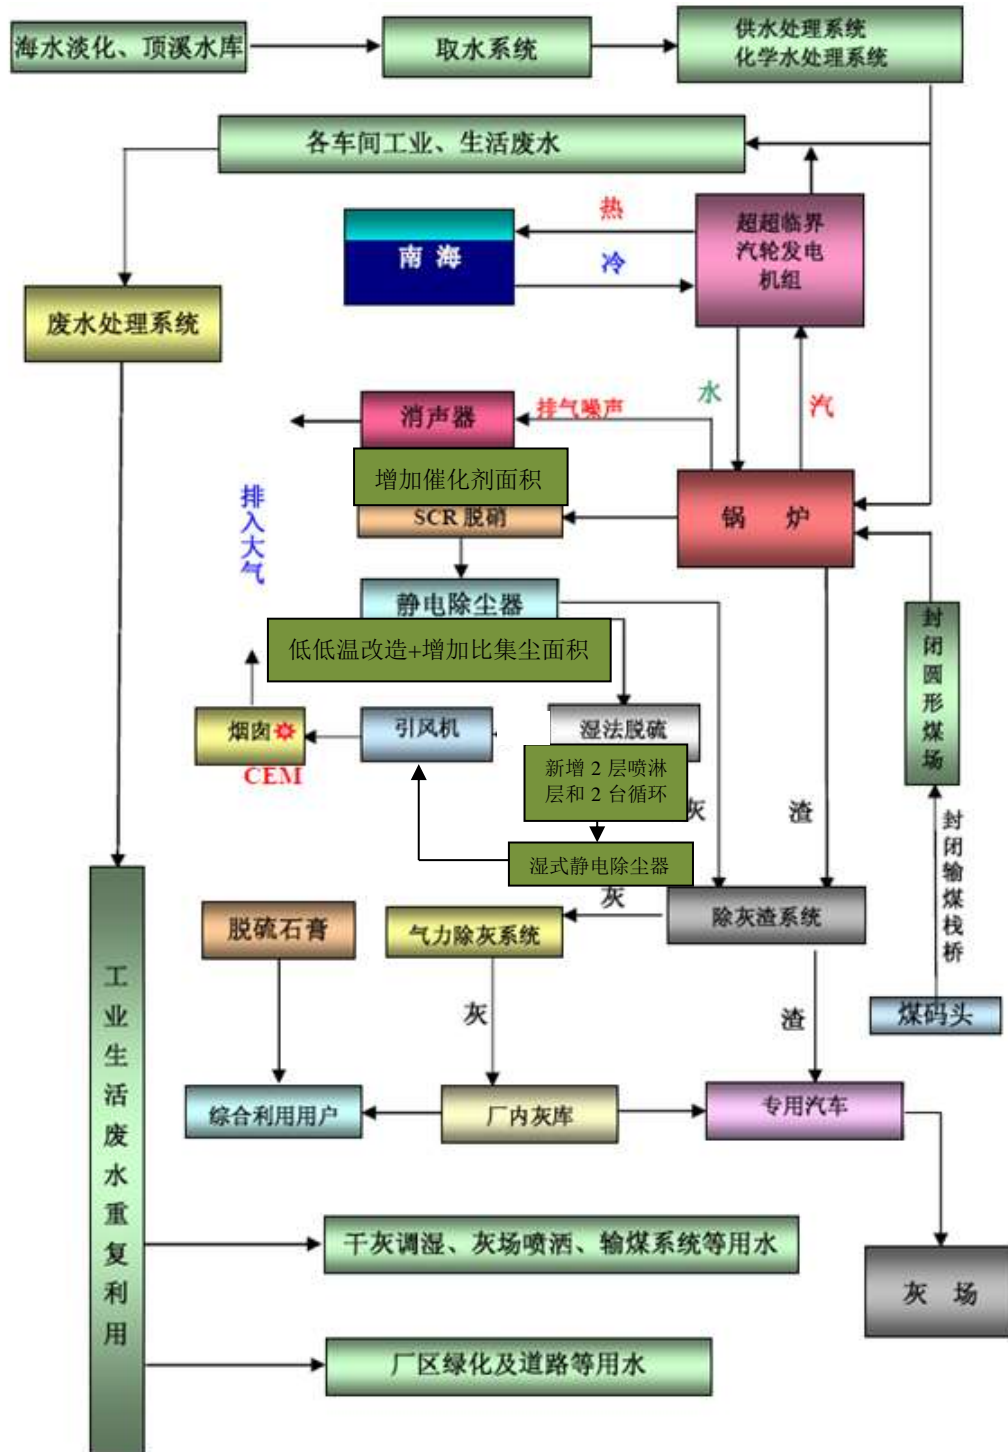 海水淡化、顶溪水库
取水系统
供水处理系统
化学水处理系统
各车间工业、生活废水
热
南 海
冷
超超临界
汽轮发电
机组
废水处理系统
水
汽
消声器
排气噪声
增加催化剂面积
SCR 脱硝
锅 炉
排入大气
静电除尘器
低低温改造+增加比集尘面积
封闭圆形煤场
烟囱
CEM
引风机
湿法脱硫
新增 2 层喷淋
层和 2 台循环
灰
渣
湿式静电除尘器
封闭输煤栈桥
灰
除灰渣系统
脱硫石膏
气力除灰系统
煤码头
工业生活废水重复利用
灰
渣
综合利用用户
厂内灰库
专用汽车
干灰调湿、灰场喷洒、输煤系统等用水
灰 场
厂区绿化及道路等用水